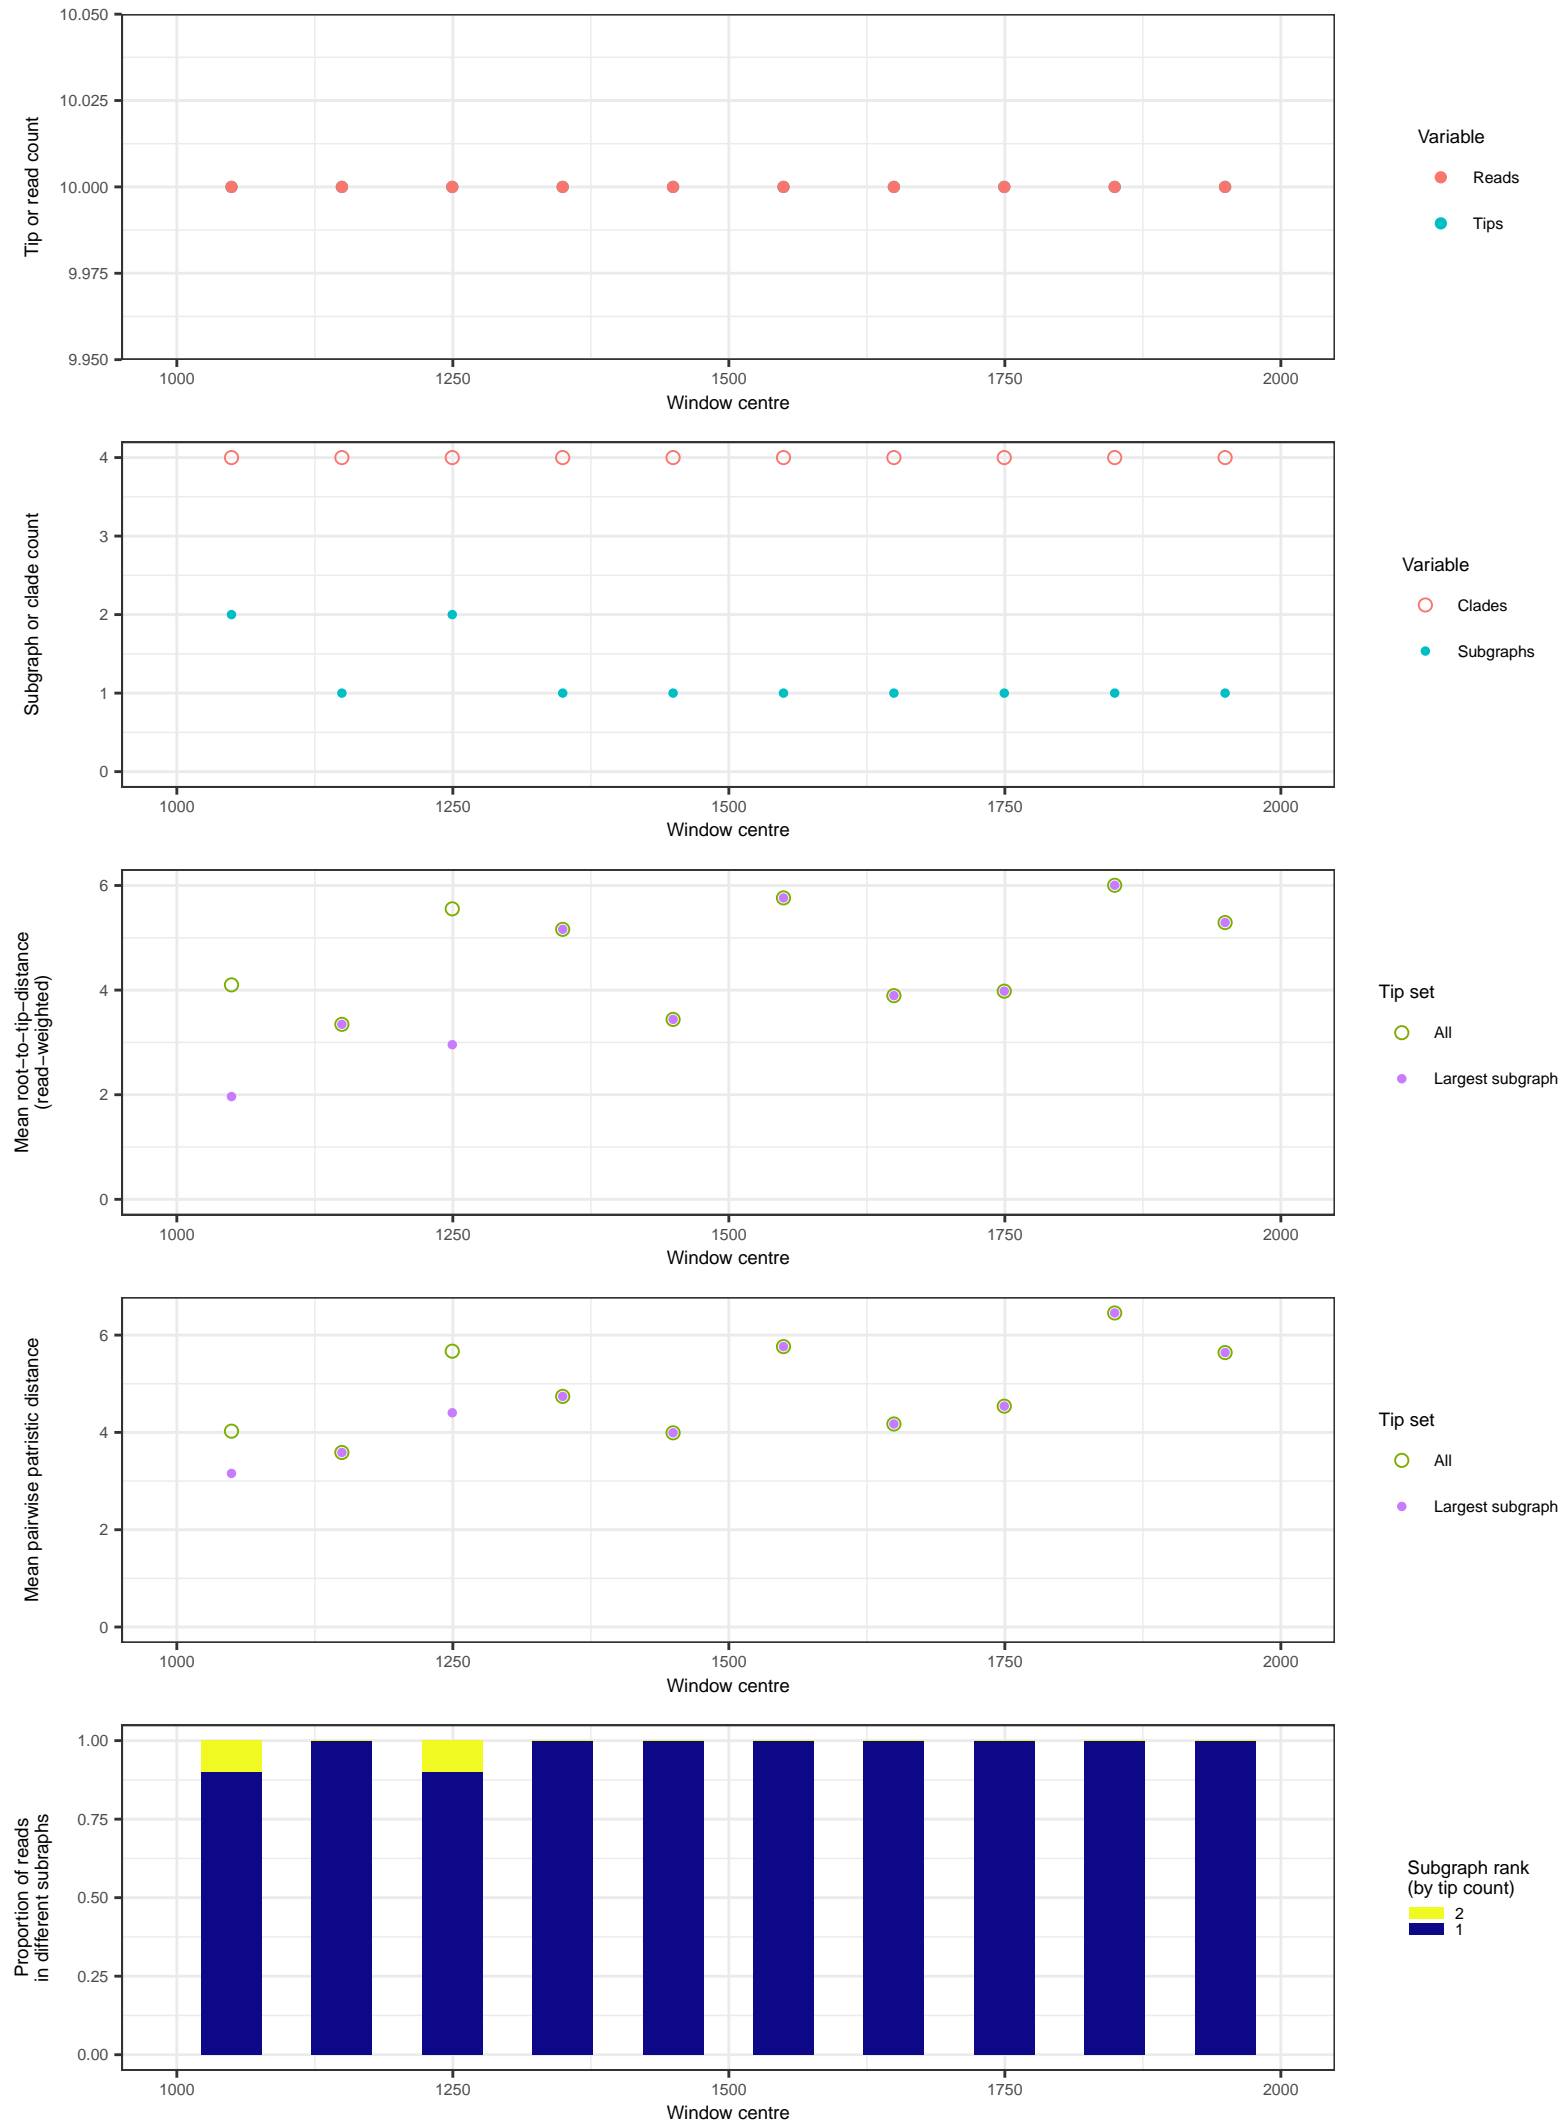 10.050
10.025
10.000
9.975
9.950
Tip or read count
1000 1250 1500 1750 2000
Window centre
Variable
Reads
Tips
4
3
2
1
0
Subgraph or clade count
1000 1250 1500 1750 2000
Window centre
Variable
Clades
Subgraphs
6
4
2
0
Mean root−to−tip−distance
(read−weighted)
1000 1250 1500 1750 2000
Window centre
Tip set
All
Largest subgraph
6
4
2
0
Mean pairwise patristic distance
1000 1250 1500 1750 2000
Window centre
Tip set
All
Largest subgraph
1.00
0.75
0.50
0.25
0.00
Proportion of reads
in different subraphs
1000 1250 1500 1750 2000
Window centre
Subgraph rank
(by tip count)
2
1